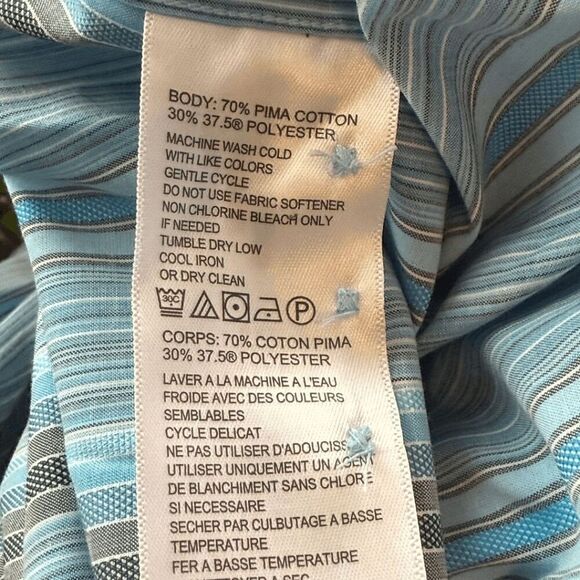 BODY: 70% PIMA COTTON
30% 37.5® POLYESTER
MACHINE WASH COLD
WITH LIKE COLORS
GENTLE CYCLE
DO NOT USE FABRIC SOFTENER
NON CHLORINE BLEACH ONLY
IF NEEDED
TUMBLE DRY LOW
COOL IRON
OR DRY CLEAN
30C P
CORPS: 70% COTON PIMA
30% 37.5® POLYESTER
LAVER A LA MACHINE A L'EAU
FROIDE AVEC DES COULEURS
SEMBLABLES
CYCLE DELICAT
NE PAS UTILISER D'ADOUCISS
UTILISER UNIQUEMENT UN AGENT
DE BLANCHIMENT SANS CHLORE
SI NECESSAIRE
SECHER PAR CULBUTAGE A BASSE
TEMPERATURE
FER A BASSE TEMPERATURE